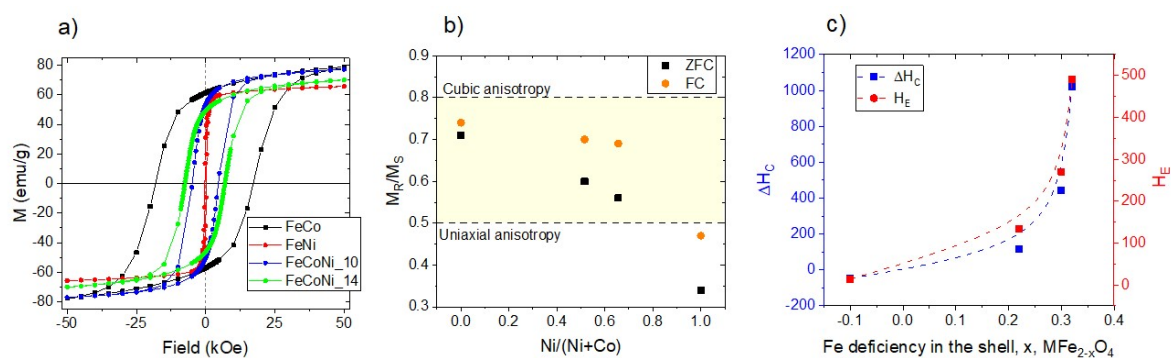 a)
80
60
40
20
0
-20
-40
-60
-80
M (emu/g)
FeCo
FeNi
FeCoNi_10
FeCoNi_14
-50
-25
0
25
50
Field (kOe)
b)
0.9
0.8
0.7
0.6
0.5
0.4
0.3
M_R/M_S
ZFC
FC
Cubic anisotropy
Uniaxial anisotropy
0.0
0.2
0.4
0.6
0.8
1.0
Ni/(Ni+Co)
c)
1200
1000
800
600
400
200
0
-200
ΔH_C
ΔH_C
H_E
500
400
300
200
100
0
H_E
-0.1
0.0
0.1
0.2
0.3
0.4
Fe deficiency in the shell, x, MFe_{2-x}O_4